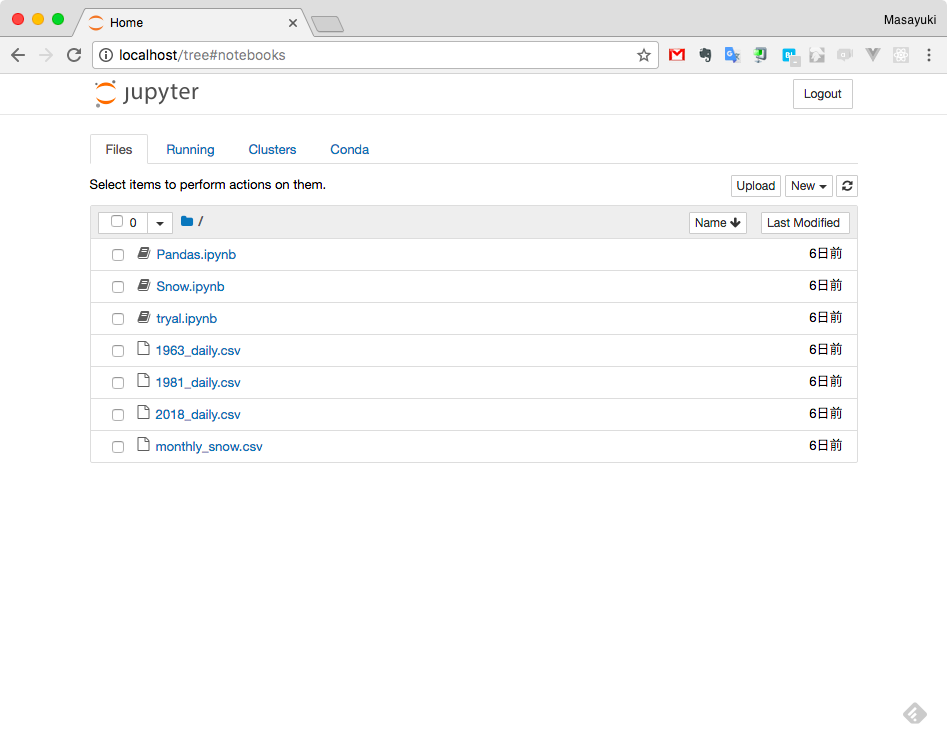 Home
Masayuki
localhost/tree#notebooks
jupyter
Logout
Files Running Clusters Conda
Select items to perform actions on them.
Upload New
0 / Name Last Modified
Pandas.ipynb 6日前
Snow.ipynb 6日前
tryal.ipynb 6日前
1963_daily.csv 6日前
1981_daily.csv 6日前
2018_daily.csv 6日前
monthly_snow.csv 6日前